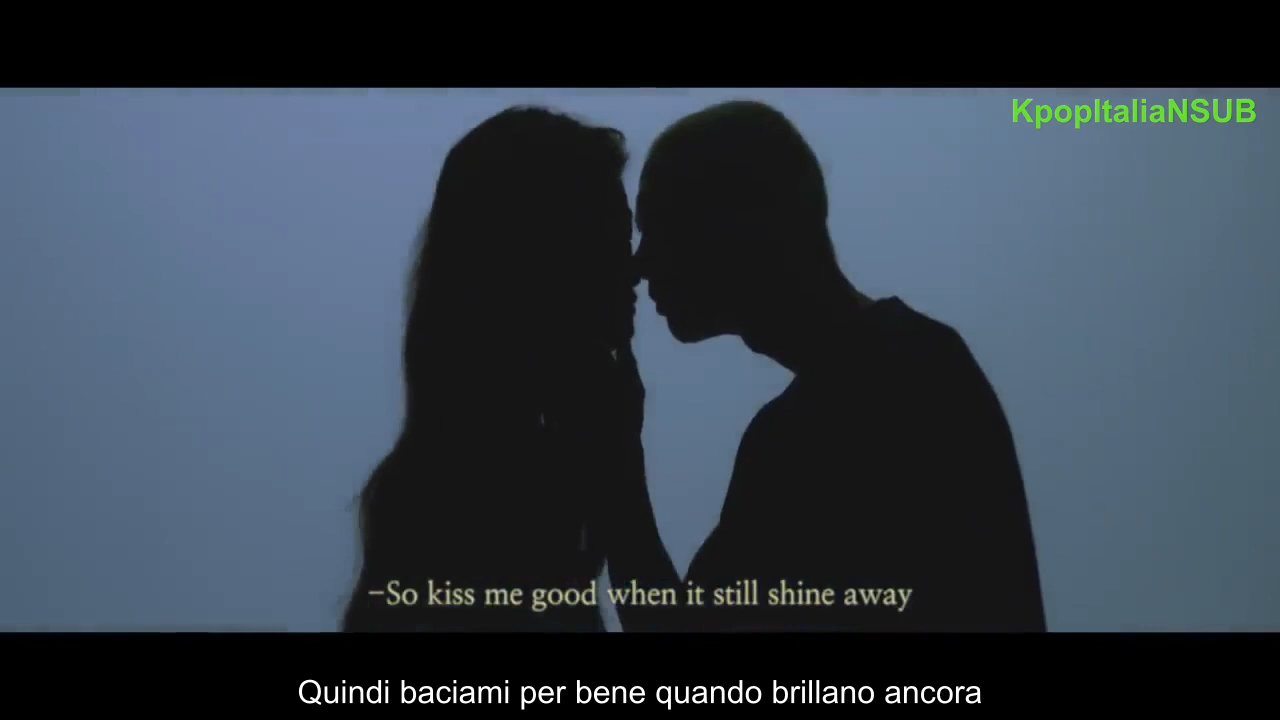 KpopItaliaNSUB
–So kiss me good when it still shine away
Quindi baciami per bene quando brillano ancora